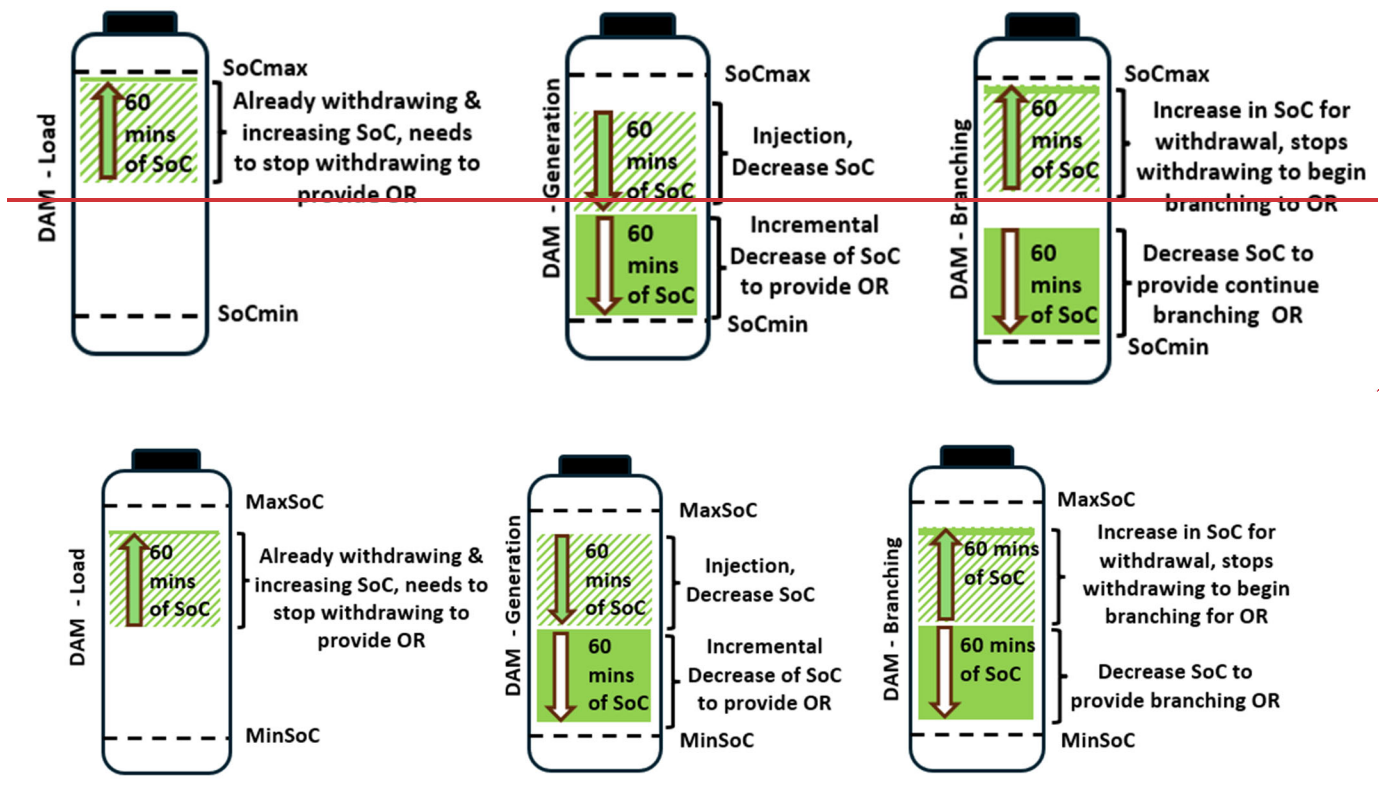 DAM - Load
SoCmax
60
mins
of SoC
Already withdrawing &
increasing SoC, needs
to stop withdrawing to
provide OR
SoCmin
DAM - Generation
SoCmax
60
mins
of SoC
Injection,
Decrease SoC
60
mins
of SoC
Incremental
Decrease of SoC
to provide OR
SoCmin
DAM - Branching
SoCmax
60
mins
of SoC
Increase in SoC for
withdrawal, stops
withdrawing to begin
branching to OR
60
mins
of SoC
Decrease SoC to
provide continue
branching OR
SoCmin
DAM - Load
MaxSoC
60
mins
of SoC
Already withdrawing &
increasing SoC, needs to
stop withdrawing to
provide OR
MinSoC
DAM - Generation
MaxSoC
60
mins
of SoC
Injection,
Decrease SoC
60
mins
of SoC
Incremental
Decrease of SoC
to provide OR
MinSoC
DAM - Branching
MaxSoC
60 mins
of SoC
Increase in SoC for
withdrawal, stops
withdrawing to begin
branching for OR
60 mins
of SoC
Decrease SoC to
provide branching OR
MinSoC